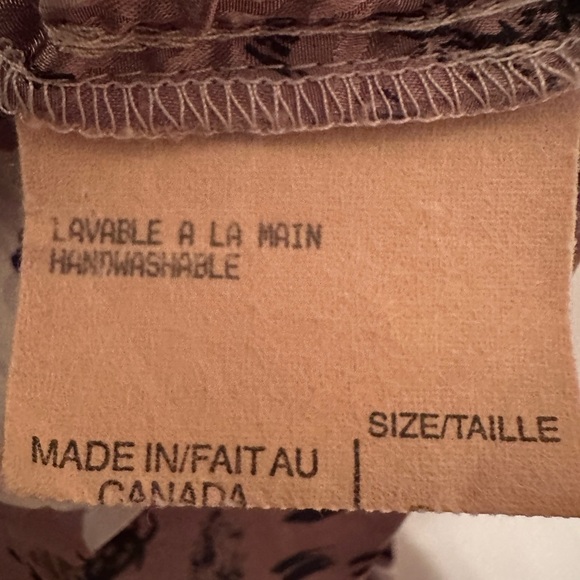 LAVABLE A LA MAIN
HANDWASHABLE
SIZE/TAILLE
MADE IN/FAIT AU
CANADA